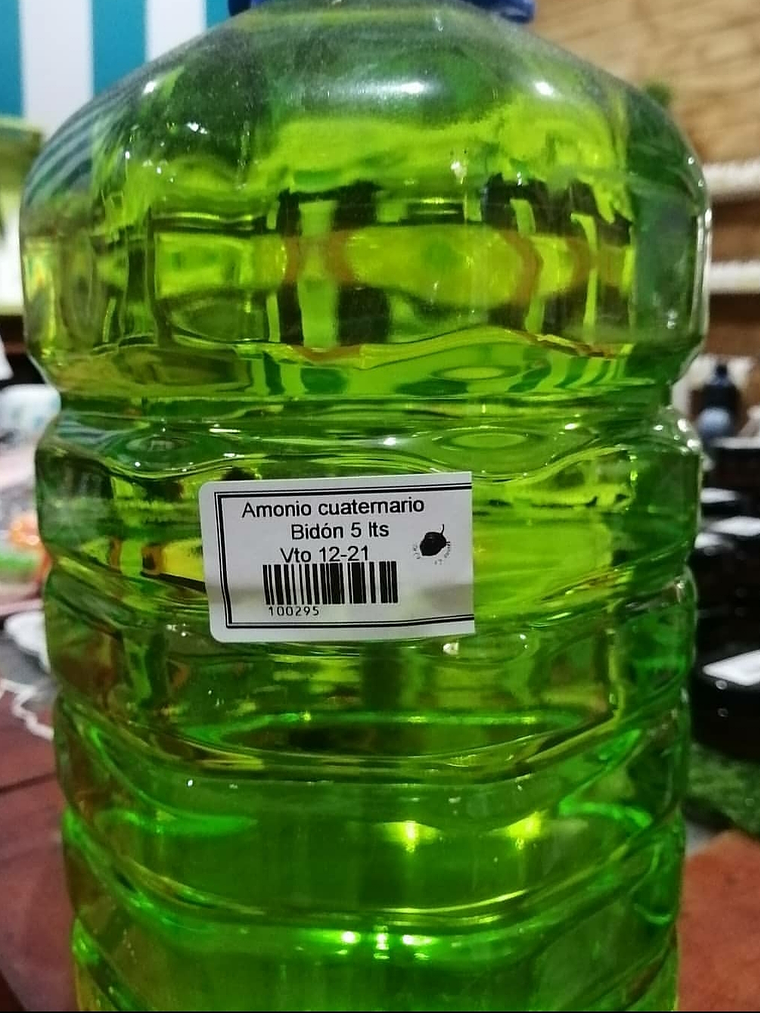 Amonio cuaternario
Bidón 5 lts
Vto 12-21
100295